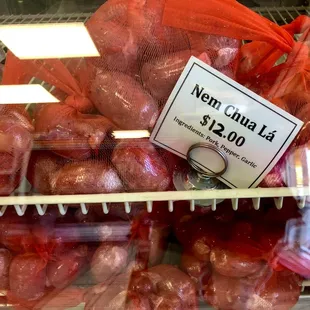 Nem Chua Lá
$12.00
Ingredients: Pork, Pepper, Garlic